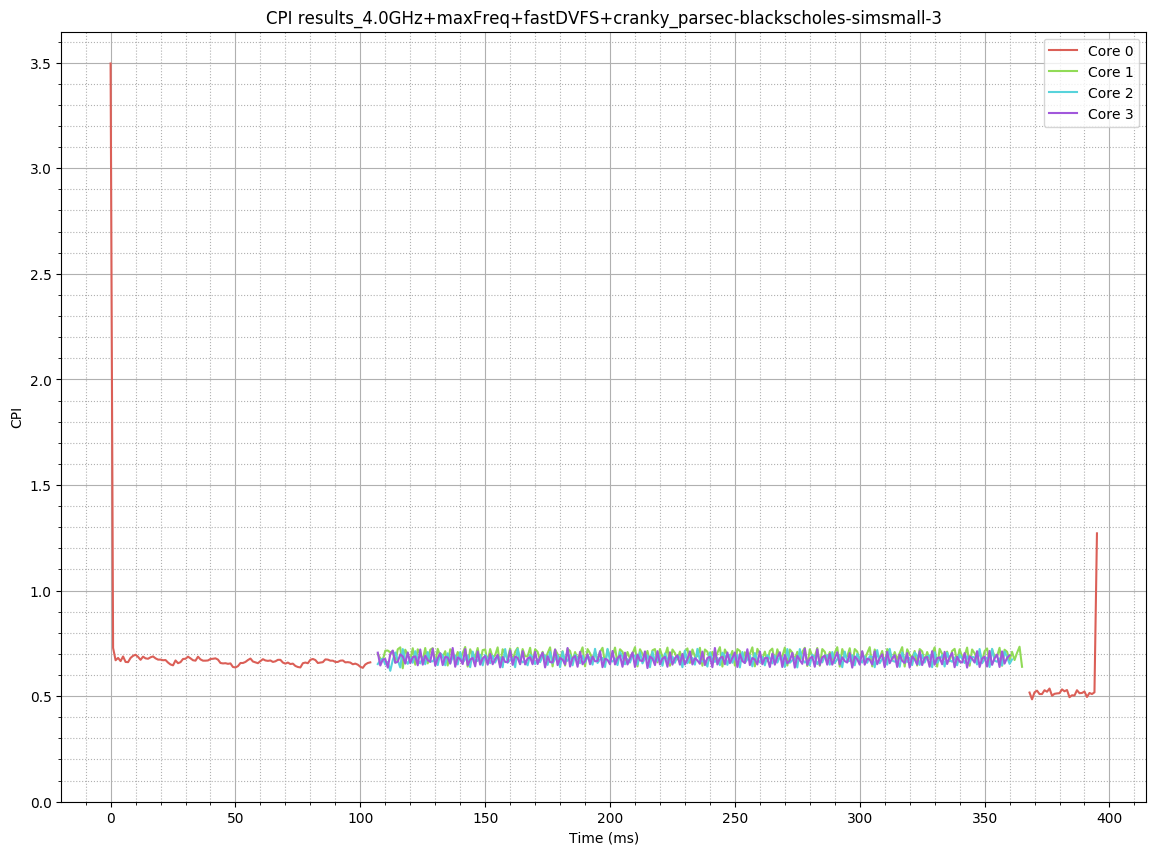 CPI results_4.0GHz+maxFreq+fastDVFS+cranky_parsec-blackscholes-simsmall-3
Core 0
Core 1
Core 2
Core 3
3.5
3.0
2.5
2.0
1.5
1.0
0.5
0.0
CPI
0 50 100 150 200 250 300 350 400
Time (ms)